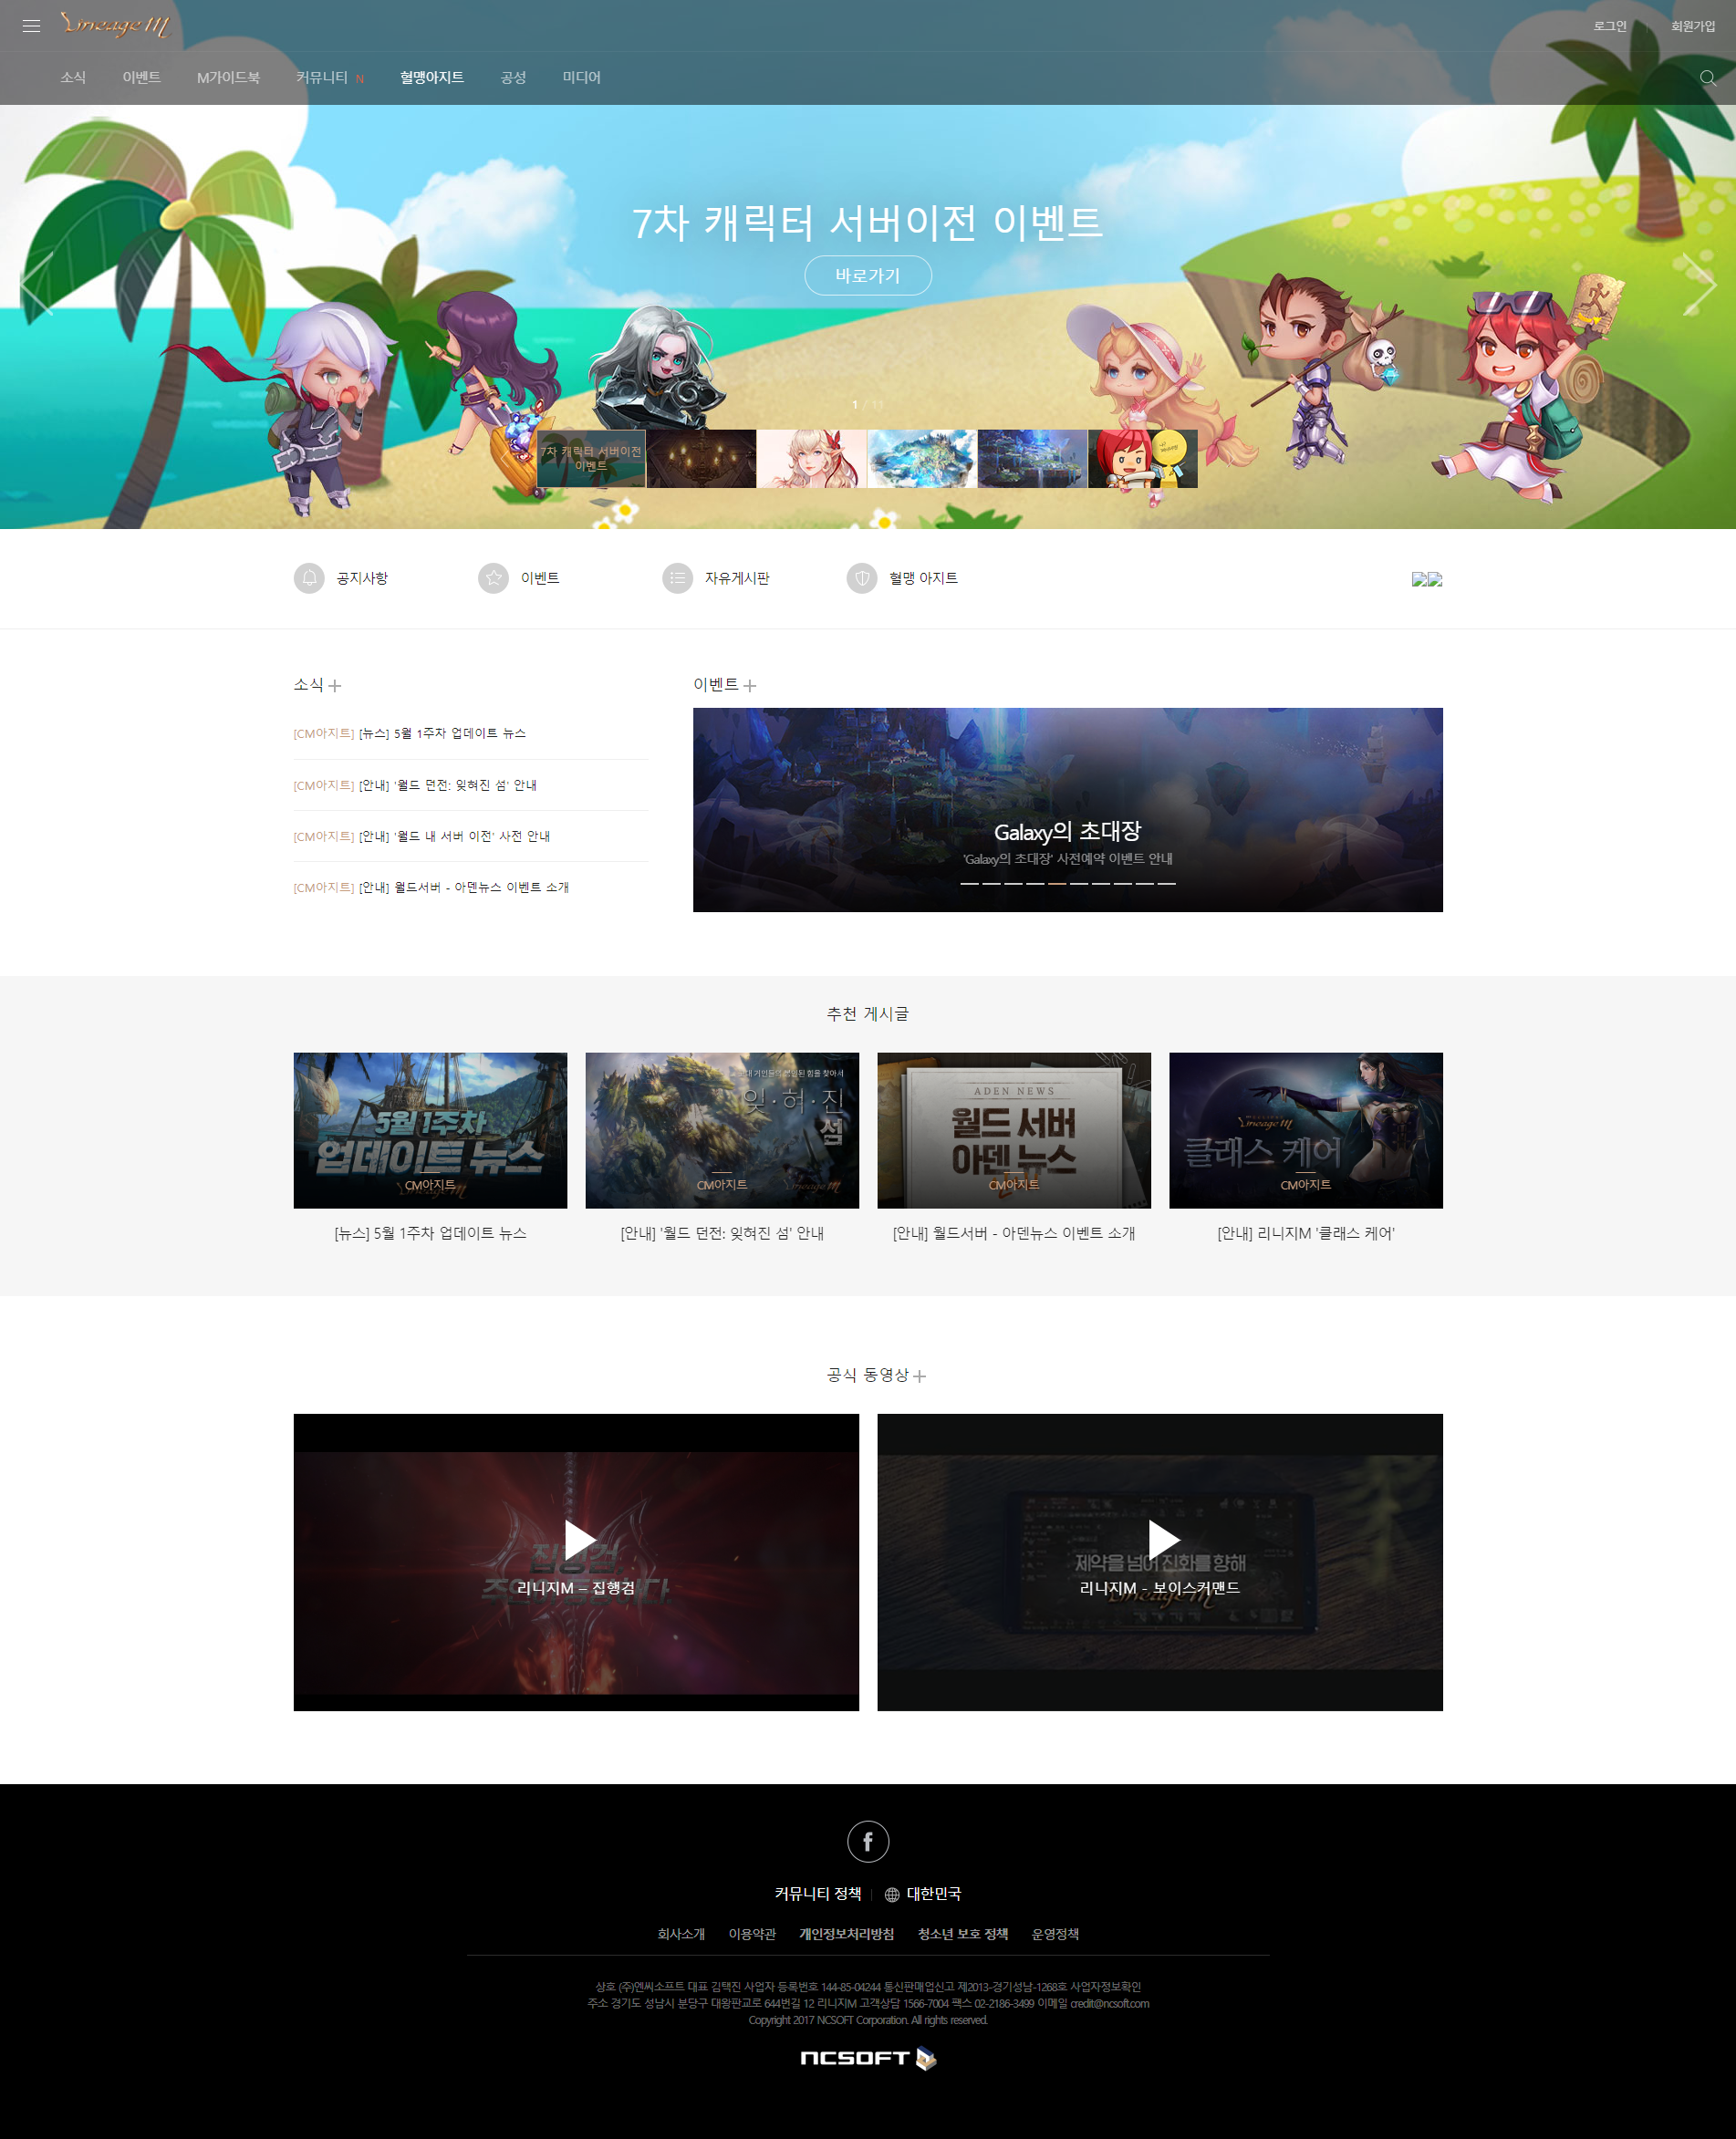 Lineage M
로그인
회원가입
소식
이벤트
M가이드북
커뮤니티 N
혈맹아지트
공성
미디어
7차 캐릭터 서버이전 이벤트
바로가기
1 / 11
7차 캐릭터 서버이전
이벤트
공지사항
이벤트
자유게시판
혈맹 아지트
소식
[CM아지트] [뉴스] 5월 1주차 업데이트 뉴스
[CM아지트] [안내] '월드 던전: 잊혀진 섬' 안내
[CM아지트] [안내] '월드 내 서버 이전' 사전 안내
[CM아지트] [안내] 월드서버 - 아덴뉴스 이벤트 소개
이벤트
Galaxy의 초대장
'Galaxy의 초대장' 사전예약 이벤트 안내
추천 게시글
5월 1주차
업데이트 뉴스
CM아지트
Lineage M
[뉴스] 5월 1주차 업데이트 뉴스
잊·혀·진
섬
CM아지트
Lineage M
[안내] '월드 던전: 잊혀진 섬' 안내
ADEN NEWS
월드 서버
아덴 뉴스
CM아지트
[안내] 월드서버 - 아덴뉴스 이벤트 소개
Lineage M
클래스 케어
CM아지트
[안내] 리니지M '클래스 케어'
공식 동영상
집행검,
리니지M – 집행검
제약을 넘어 진화를 향해
리니지M - 보이스커맨드
Lineage M
커뮤니티 정책
대한민국
회사소개
이용약관
개인정보처리방침
청소년 보호 정책
운영정책
상호 (주)엔씨소프트 대표 김택진 사업자 등록번호 144-85-04244 통신판매업신고 제2013-경기성남-1268호 사업자정보확인
주소 경기도 성남시 분당구 대왕판교로 644번길 12 리니지M 고객상담 1566-7004 팩스 02-2186-3499 이메일 credit@ncsoft.com
Copyright 2017 NCSOFT Corporation. All rights reserved.
NCSOFT